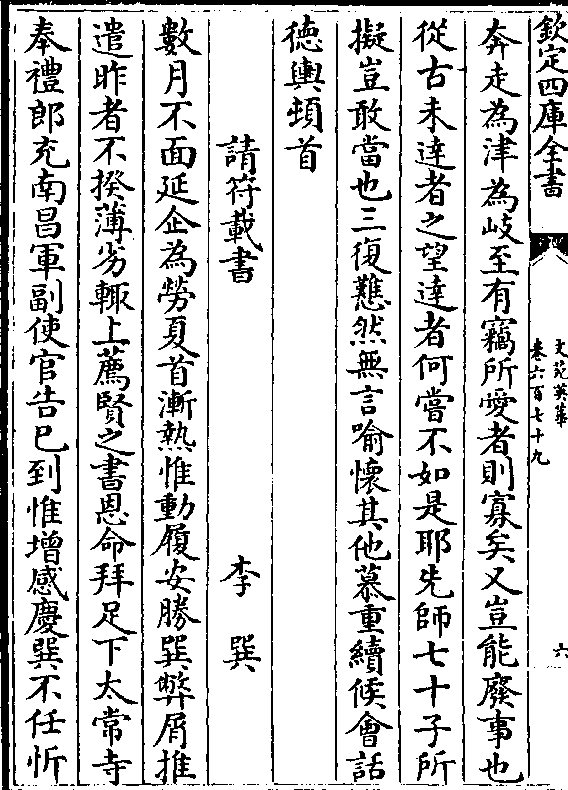 欽定四庫全書
文苑英華
卷六百七十九
六
奔走為津為岐至有竊所愛者則寡矣又豈能廢事也
從古未達者之望達者何嘗不如是耶先師七十子所
擬豈敢當也三復慙然無言喻懷其他慕重續候會話
徳輿頓首
請符載書　李巽
數月不面延企為勞夏首漸熱惟動履安勝巽弊屑推
遣昨者不揆薄劣輙上薦賢之書恩命拜足下太常寺
奉禮郎充南昌軍副使官告已到惟增感慶巽不任忻